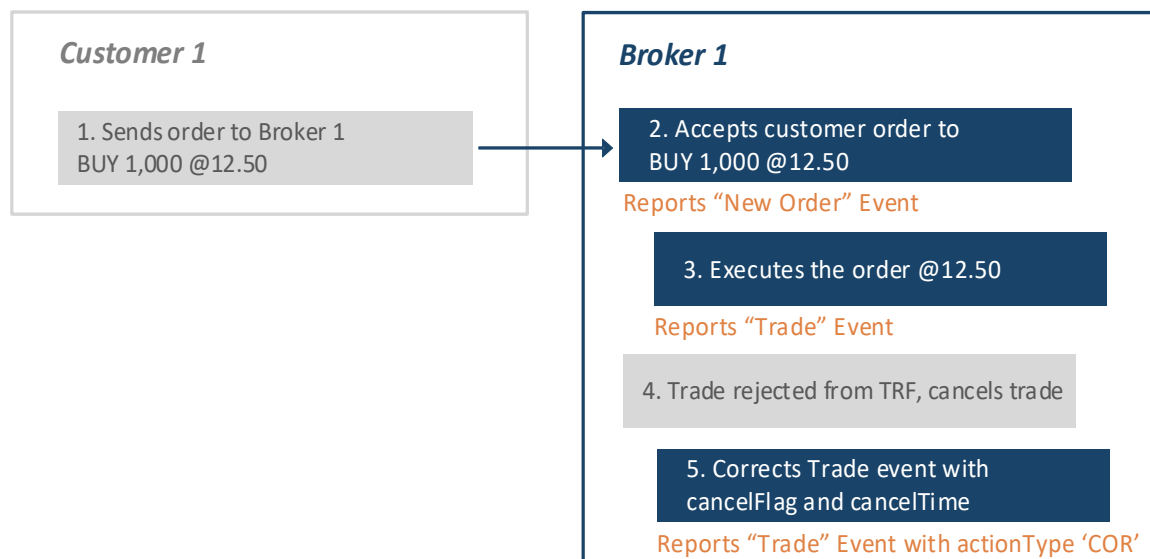 Customer 1
1. Sends order to Broker 1
BUY 1,000 @12.50
Broker 1
2. Accepts customer order to
BUY 1,000 @12.50
Reports “New Order” Event
3. Executes the order @12.50
Reports “Trade” Event
4. Trade rejected from TRF, cancels trade
5. Corrects Trade event with
cancelFlag and cancelTime
Reports “Trade” Event with actionType ‘COR’